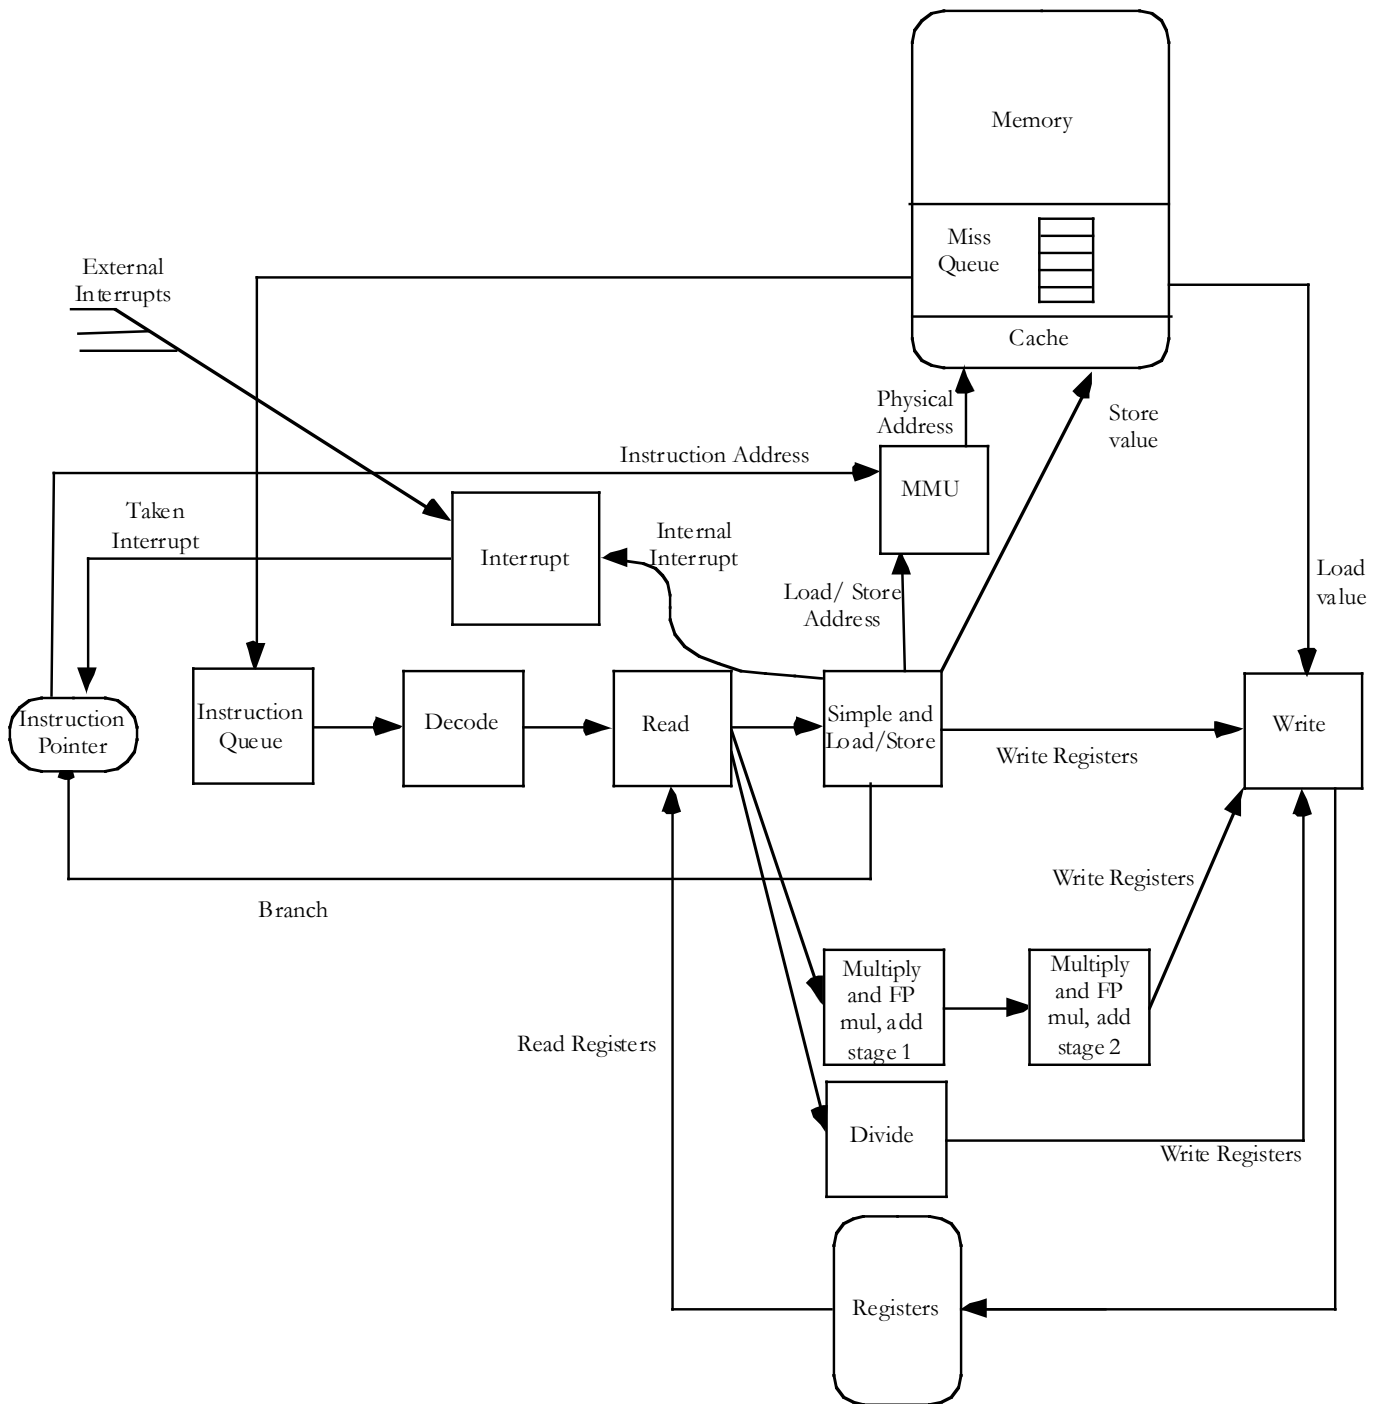 Memory
Miss
Queue
Cache
External
Interrupts
Physical
Address
Store
value
Instruction Address
MMU
Taken
Interrupt
Internal
Interrupt
Interrupt
Load/ Store
Address
Load
value
Instruction
Pointer
Instruction
Queue
Decode
Read
Simple and
Load/Store
Write Registers
Write
Branch
Write Registers
Multiply
and FP
mul, add
stage 1
Multiply
and FP
mul, add
stage 2
Read Registers
Divide
Write Registers
Registers